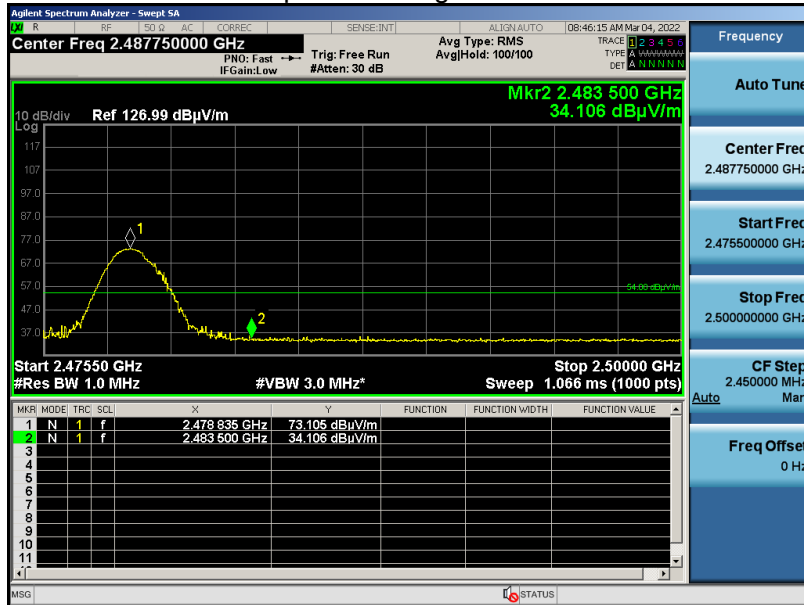 Agilent Spectrum Analyzer - Swept SA
LXI R RF 50 Ω AC CORREC SENSE:INT ALIGN AUTO 08:46:15 AM Mar 04, 2022
Center Freq 2.487750000 GHz
PNO: Fast
IFGain:Low
Trig: Free Run
#Atten: 30 dB
Avg Type: RMS
Avg|Hold: 100/100
TRACE 1 2 3 4 5 6
TYPE A WWWWW
DET A N N N N N
Mkr2 2.483 500 GHz
34.106 dBµV/m
10 dB/div Ref 126.99 dBµV/m
Log
117
107
97.0
87.0
77.0
67.0
57.0
47.0
37.0
1
2
54.00 dBµV/m
Start 2.47550 GHz Stop 2.50000 GHz
#Res BW 1.0 MHz #VBW 3.0 MHz* Sweep 1.066 ms (1000 pts)
MKR MODE TRC SCL X Y FUNCTION FUNCTION WIDTH FUNCTION VALUE
1 N 1 f 2.478 835 GHz 73.105 dBµV/m
2 N 1 f 2.483 500 GHz 34.106 dBµV/m
3
4
5
6
7
8
9
10
11
MSG STATUS
Frequency
Auto Tune
Center Freq
2.487750000 GHz
Start Freq
2.475500000 GHz
Stop Freq
2.500000000 GHz
CF Step
2.450000 MHz
Auto Man
Freq Offset
0 Hz